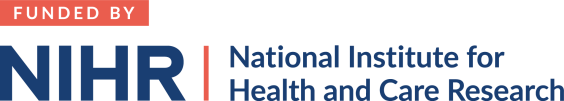 FUNDED BY
NIHR
National Institute for
Health and Care Research